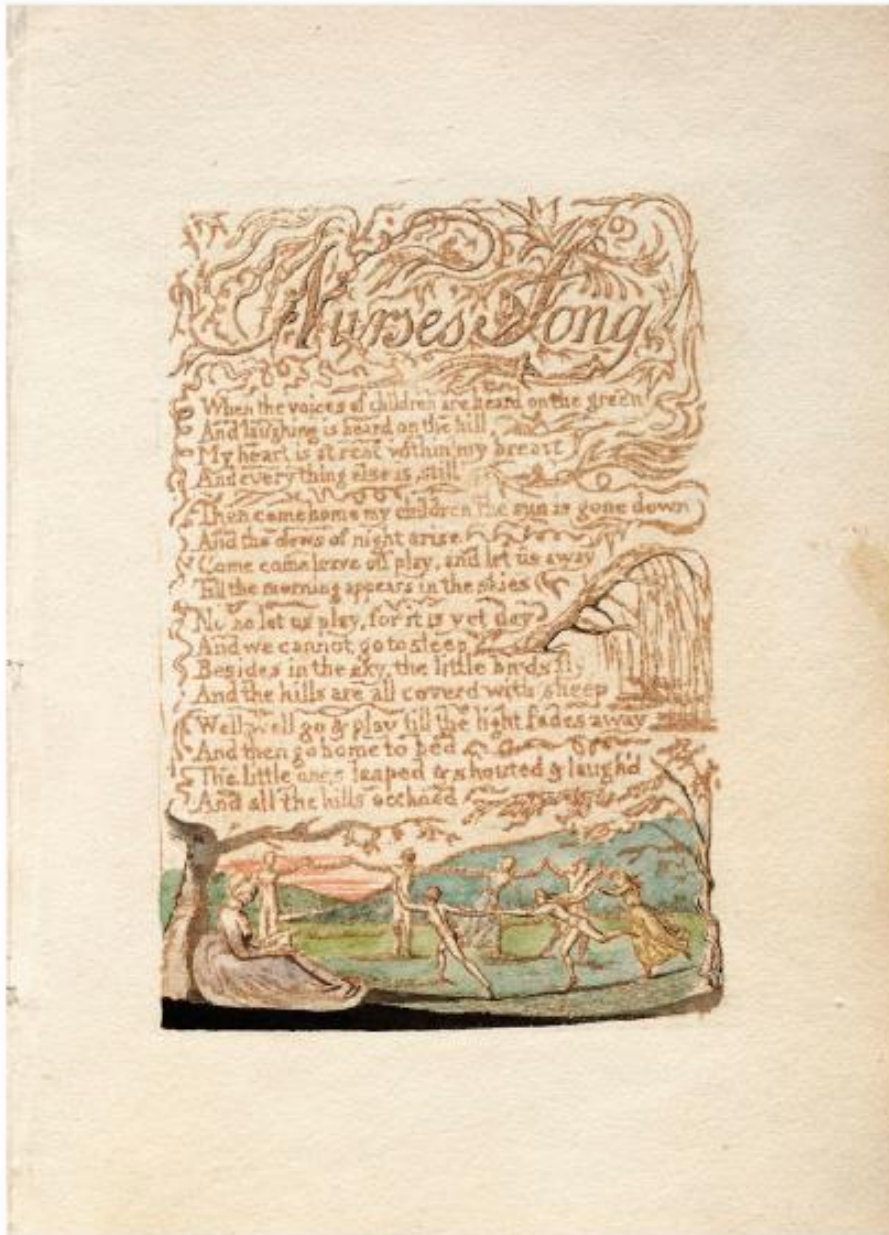 Nurses Song
When the voices of children are heard on the green
And laughing is heard on the hill,
My heart is at rest within my breast
And every thing else is still
Then come home my children the sun is gone down
And the dews of night arise
Come come leave off play, and let us away
Till the morning appears in the skies
No no let us play, for it is yet day
And we cannot go to sleep
Besides in the sky, the little birds fly
And the hills are all coverd with sheep
Well well go & play till the light fades away
And then go home to bed
The little ones leaped & shouted & laugh'd
And all the hills ecchoed